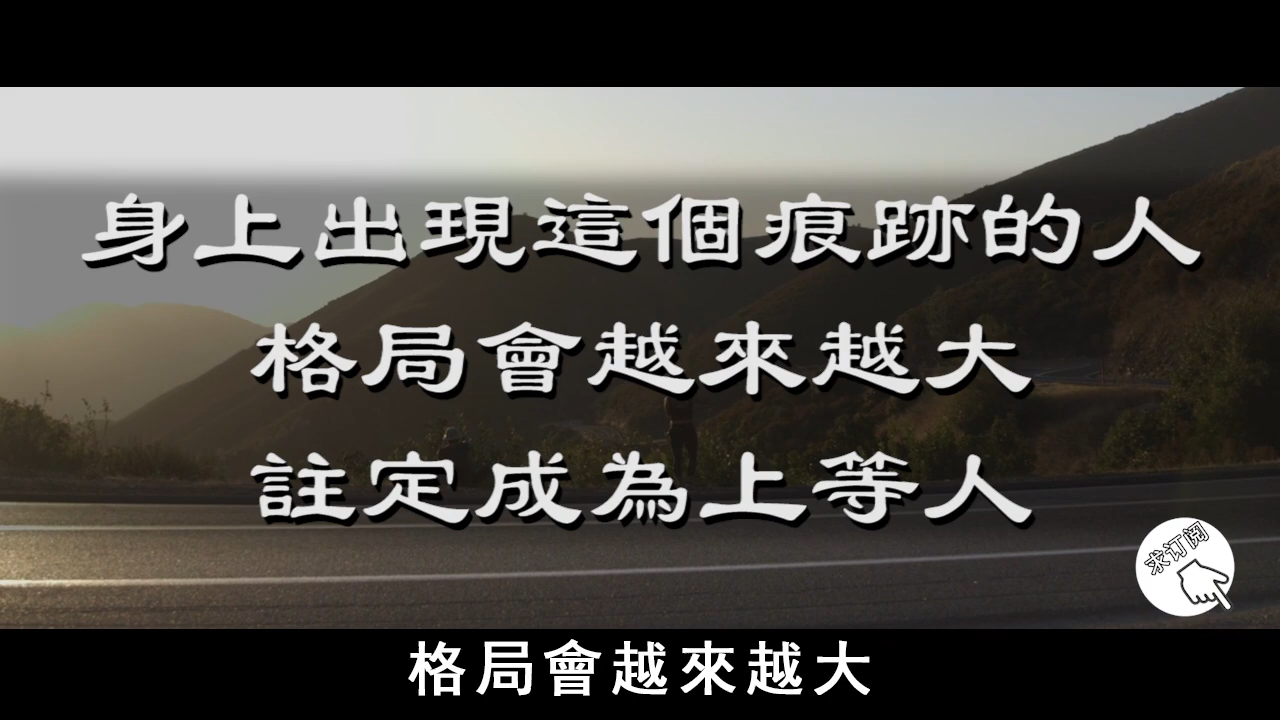 身上出現這個痕跡的人
格局會越來越大
註定成為上等人
求订阅
格局會越來越大